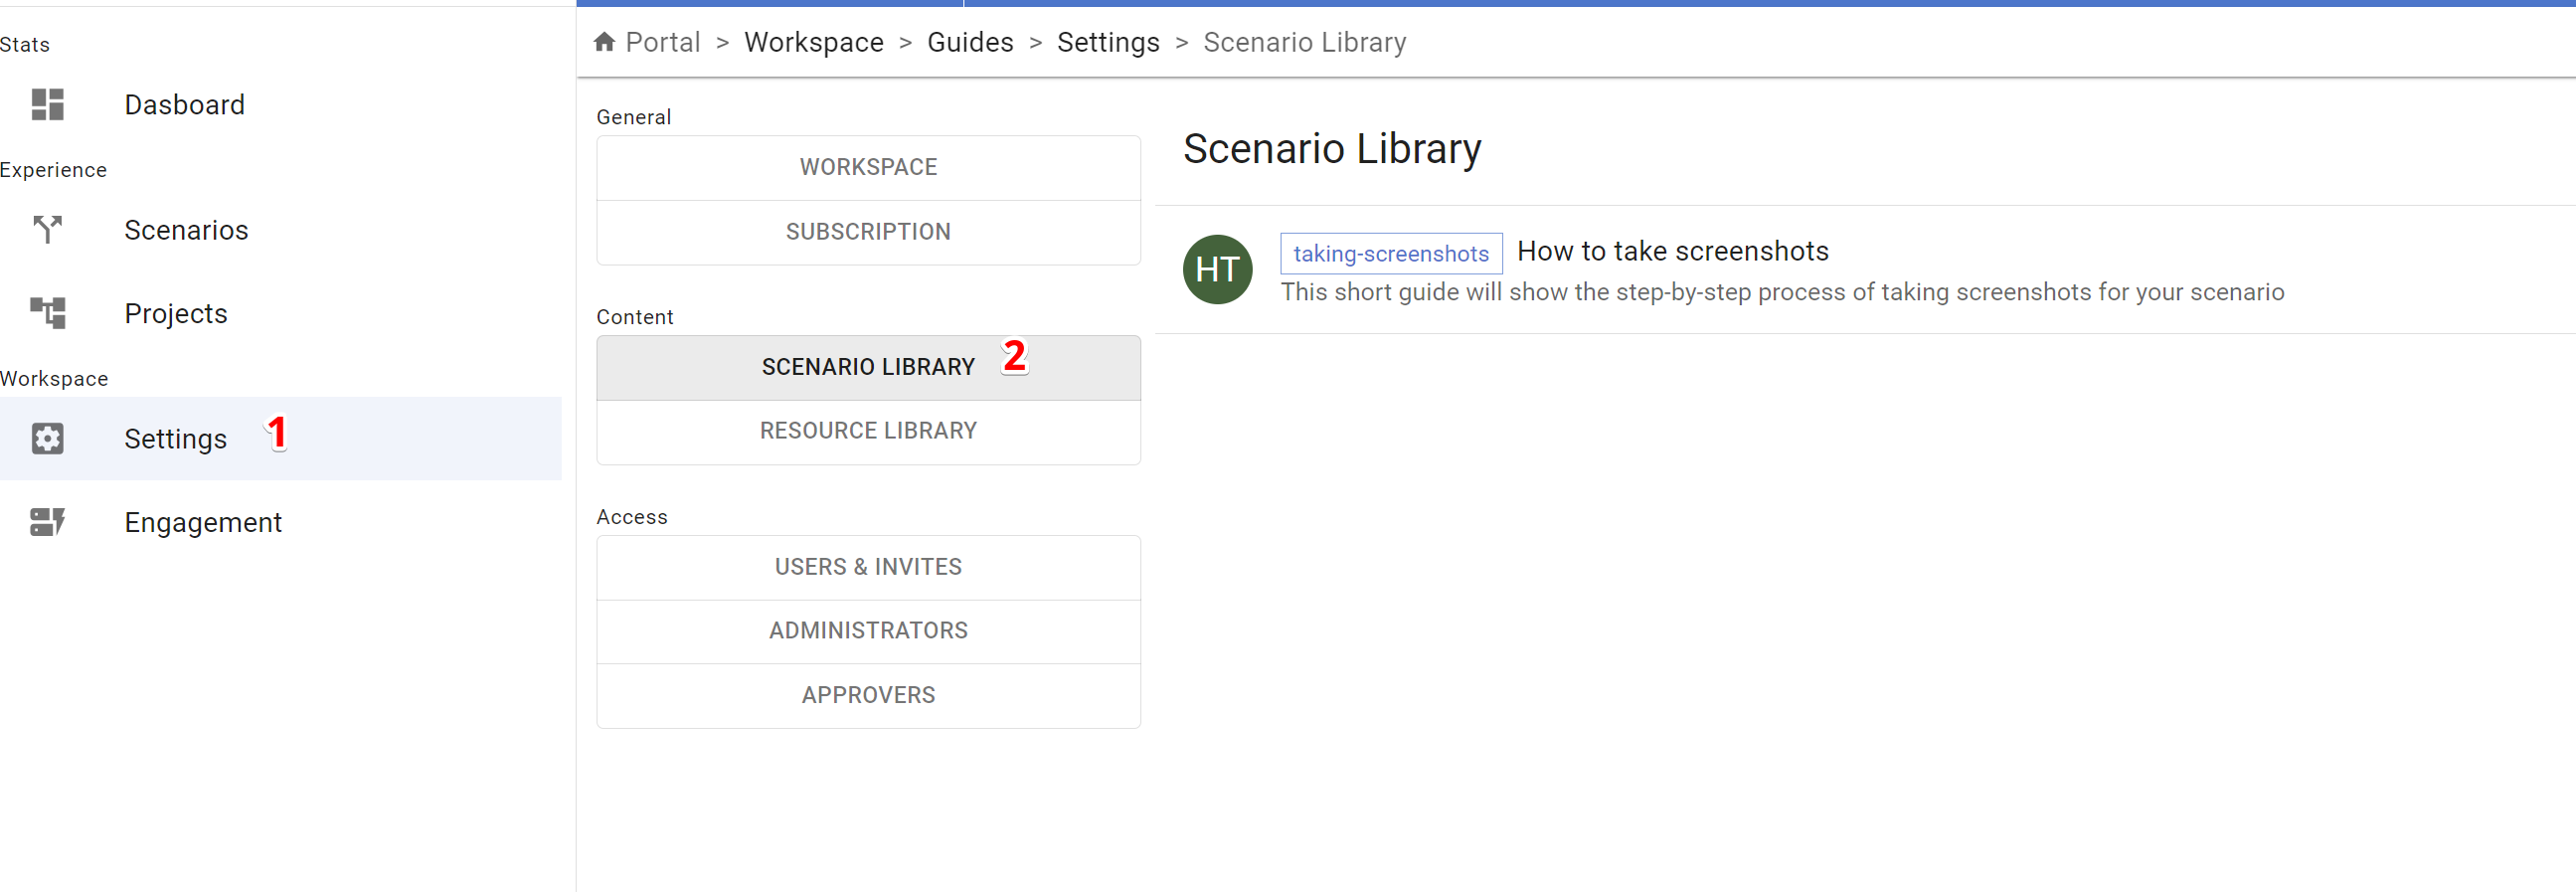 Stats
Dasboard
Experience
Scenarios
Projects
Workspace
Settings 1
Engagement
Portal > Workspace > Guides > Settings > Scenario Library
General
WORKSPACE
SUBSCRIPTION
Content
SCENARIO LIBRARY 2
RESOURCE LIBRARY
Access
USERS & INVITES
ADMINISTRATORS
APPROVERS
Scenario Library
HT
taking-screenshots How to take screenshots
This short guide will show the step-by-step process of taking screenshots for your scenario